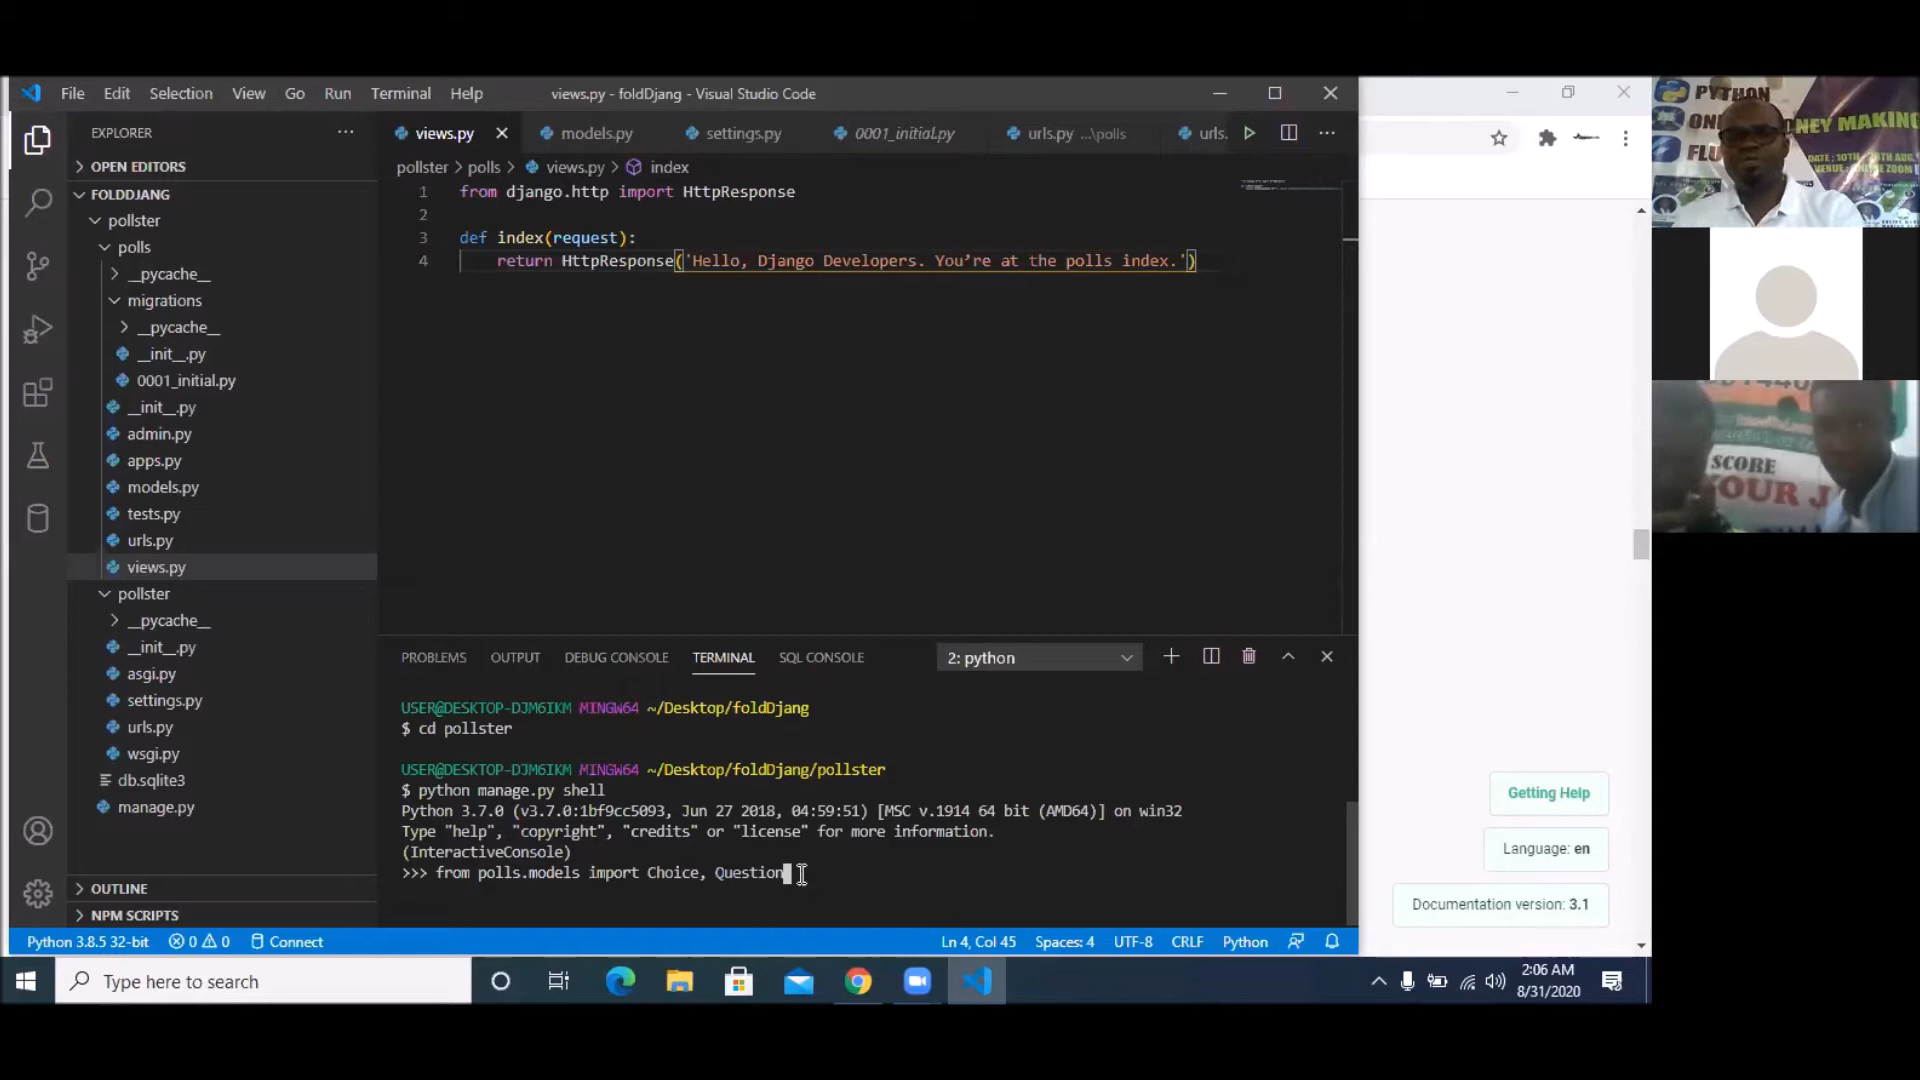 File Edit Selection View Go Run Terminal Help
views.py - foldDjang - Visual Studio Code
EXPLORER
OPEN EDITORS
FOLDDJANG
pollster
polls
__pycache__
migrations
__pycache__
__init__.py
0001_initial.py
__init__.py
admin.py
apps.py
models.py
tests.py
urls.py
views.py
pollster
__pycache__
__init__.py
asgi.py
settings.py
urls.py
wsgi.py
db.sqlite3
manage.py
OUTLINE
NPM SCRIPTS
views.py models.py settings.py 0001_initial.py urls.py ...\polls urls.
pollster > polls > views.py > index
1 from django.http import HttpResponse
2
3 def index(request):
4 return HttpResponse('Hello, Django Developers. You’re at the polls index.')
PROBLEMS OUTPUT DEBUG CONSOLE TERMINAL SQL CONSOLE 2: python
USER@DESKTOP-DJM6IKM MINGW64 ~/Desktop/foldDjang
$ cd pollster
USER@DESKTOP-DJM6IKM MINGW64 ~/Desktop/foldDjang/pollster
$ python manage.py shell
Python 3.7.0 (v3.7.0:1bf9cc5093, Jun 27 2018, 04:59:51) [MSC v.1914 64 bit (AMD64)] on win32
Type "help", "copyright", "credits" or "license" for more information.
(InteractiveConsole)
>>> from polls.models import Choice, Question
Python 3.8.5 32-bit 0 0 Connect Ln 4, Col 45 Spaces: 4 UTF-8 CRLF Python
Getting Help
Language: en
Documentation version: 3.1
Type here to search
2:06 AM
8/31/2020
PYTHON
MONEY MAKING
SCORE
YOUR J